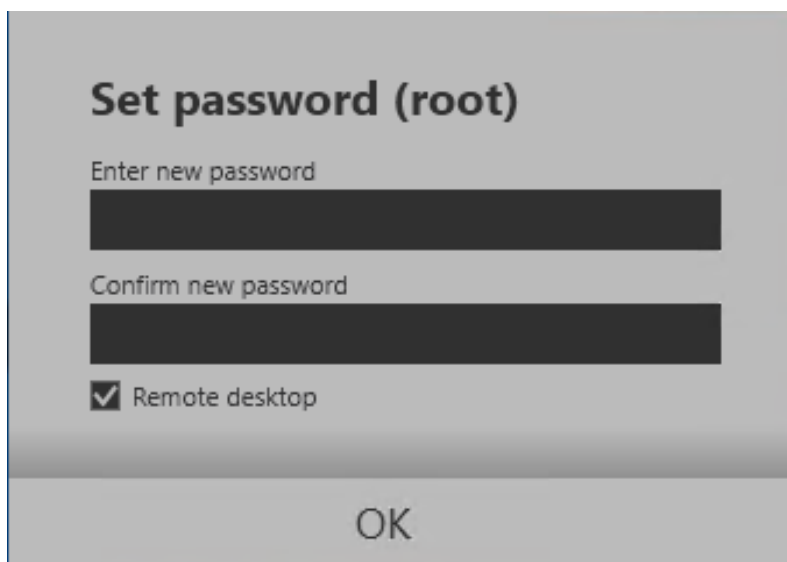 Set password (root)
Enter new password
Confirm new password
Remote desktop
OK